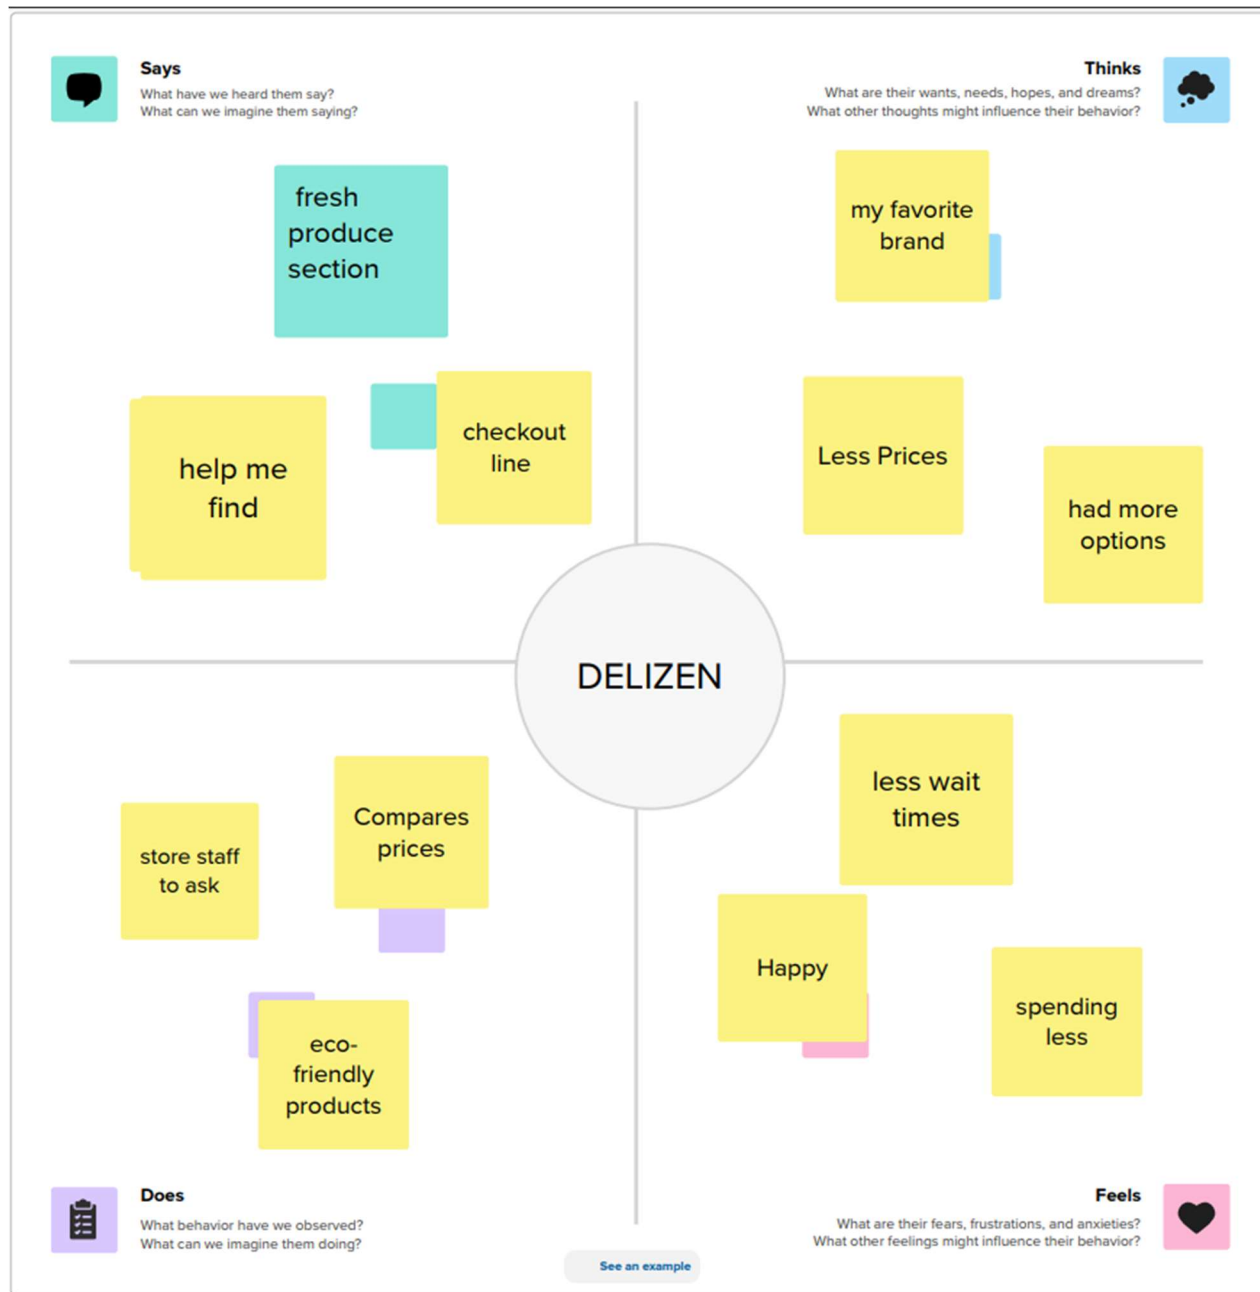 Says
What have we heard them say?
What can we imagine them saying?
Thinks
What are their wants, needs, hopes, and dreams?
What other thoughts might influence their behavior?
fresh
produce
section
help me
find
checkout
line
my favorite
brand
Less Prices
had more
options
DELIZEN
store staff
to ask
Compares
prices
eco-
friendly
products
less wait
times
Happy
spending
less
Does
What behavior have we observed?
What can we imagine them doing?
Feels
What are their fears, frustrations, and anxieties?
What other feelings might influence their behavior?
See an example